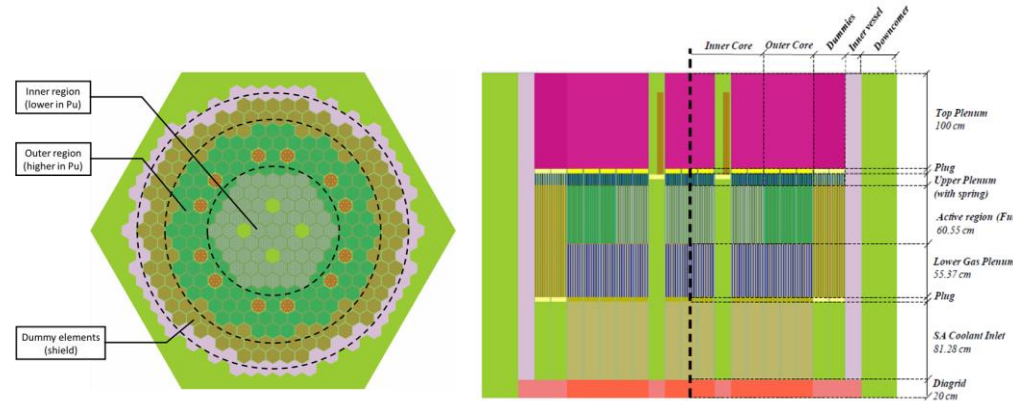 Inner region
(lower in Pu)
Outer region
(higher in Pu)
Dummy elements
(shield)
Inner Core
Outer Core
Dummies
Inner vessel
Downcomer
Top Plenum
100 cm
Plug
Upper Plenum
(with spring)
Active region (Fu
60.55 cm
Lower Gas Plenum
55.37 cm
Plug
SA Coolant Inlet
81.28 cm
Diagrid
20 cm